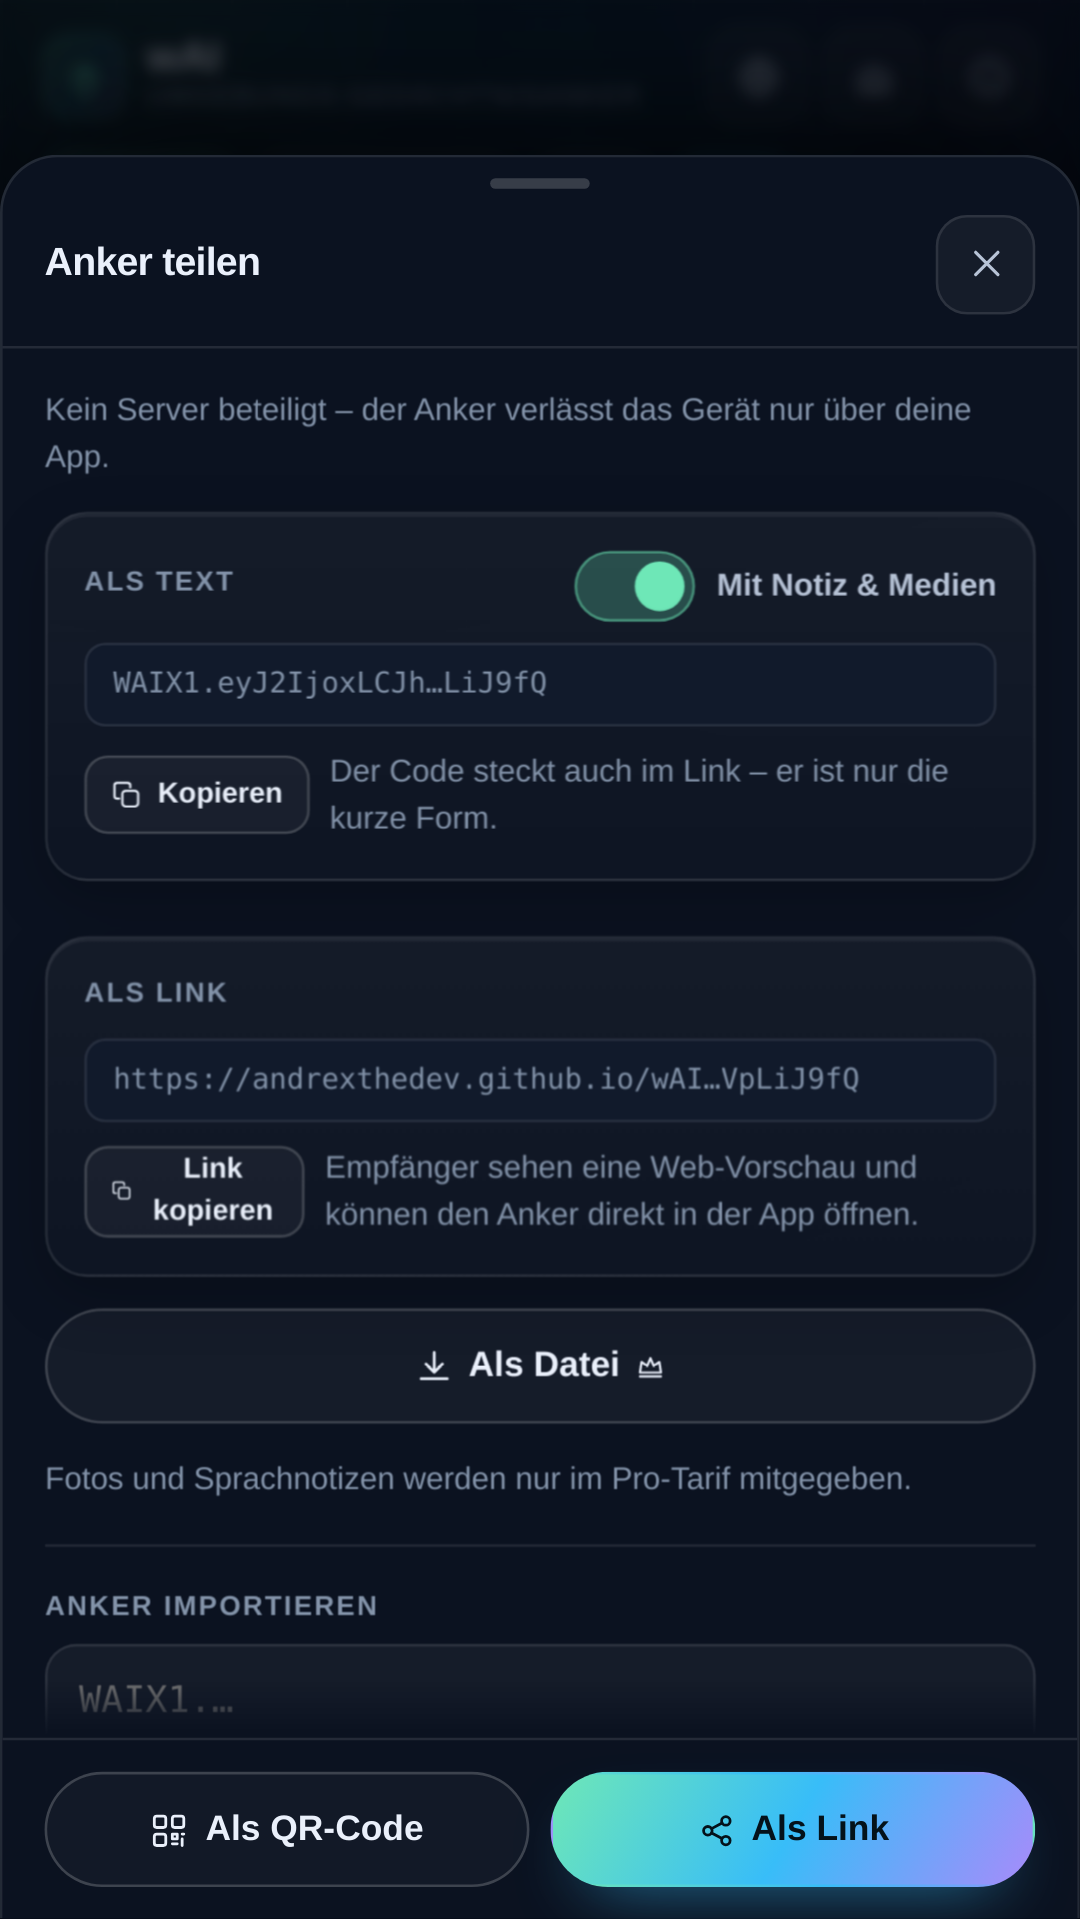 Anker teilen
Kein Server beteiligt – der Anker verlässt das Gerät nur über deine
App.
ALS TEXT
Mit Notiz & Medien
WAIX1.eyJ2IjoxLCJh…LiJ9fQ
Kopieren
Der Code steckt auch im Link – er ist nur die
kurze Form.
ALS LINK
https://andrexthedev.github.io/wAI…VpLiJ9fQ
Link
kopieren
Empfänger sehen eine Web-Vorschau und
können den Anker direkt in der App öffnen.
Als Datei
Fotos und Sprachnotizen werden nur im Pro-Tarif mitgegeben.
ANKER IMPORTIEREN
WAIX1.…
Als QR-Code
Als Link